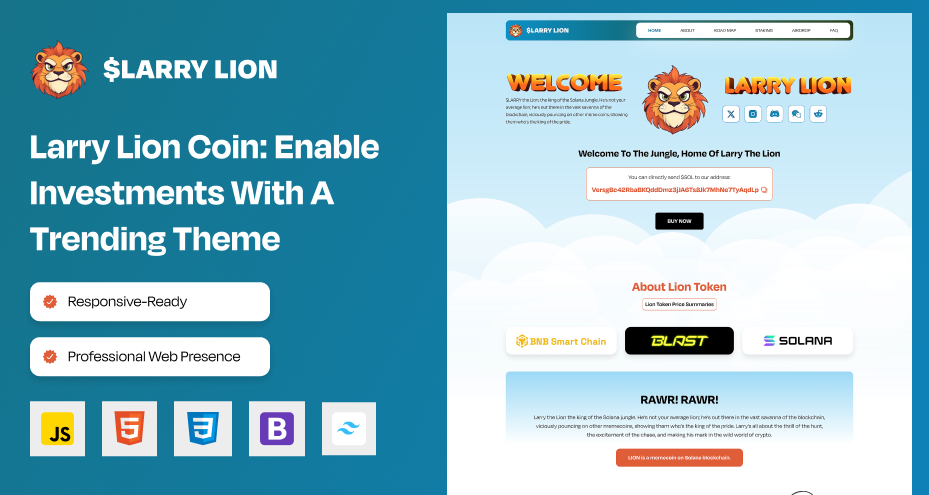 $LARRY LION
Larry Lion Coin: Enable
Investments With A
Trending Theme
Responsive-Ready
Professional Web Presence
JS
5
3
B
$LARRY LION
HOME ABOUT ROAD MAP STAKING AIRDROP FAQ
WELCOME
$LARRY the Lion, the king of the Solana jungle. He's not your
average lion; he's out there in the vast savanna of the
blockchain, viciously pouncing on other memecoins, showing
them who's the king of the pride.
LARRY LION
Welcome To The Jungle, Home Of Larry The Lion
You can directly send $SOL to our address:
BUY NOW
About Lion Token
Lion Token Price Summaries
BNB Smart Chain
BLAST
SOLANA
RAWR! RAWR!
Larry the Lion the King of the Solana jungle. He's not your average lion; he's out there in the vast savanna of the blockchain,
viciously pouncing on other memecoins, showing them who's the king of the pride. Larry's all about the thrill of the hunt,
the excitement of the chase, and making his mark in the wild world of crypto.
LION is a memecoin on Solana blockchain.